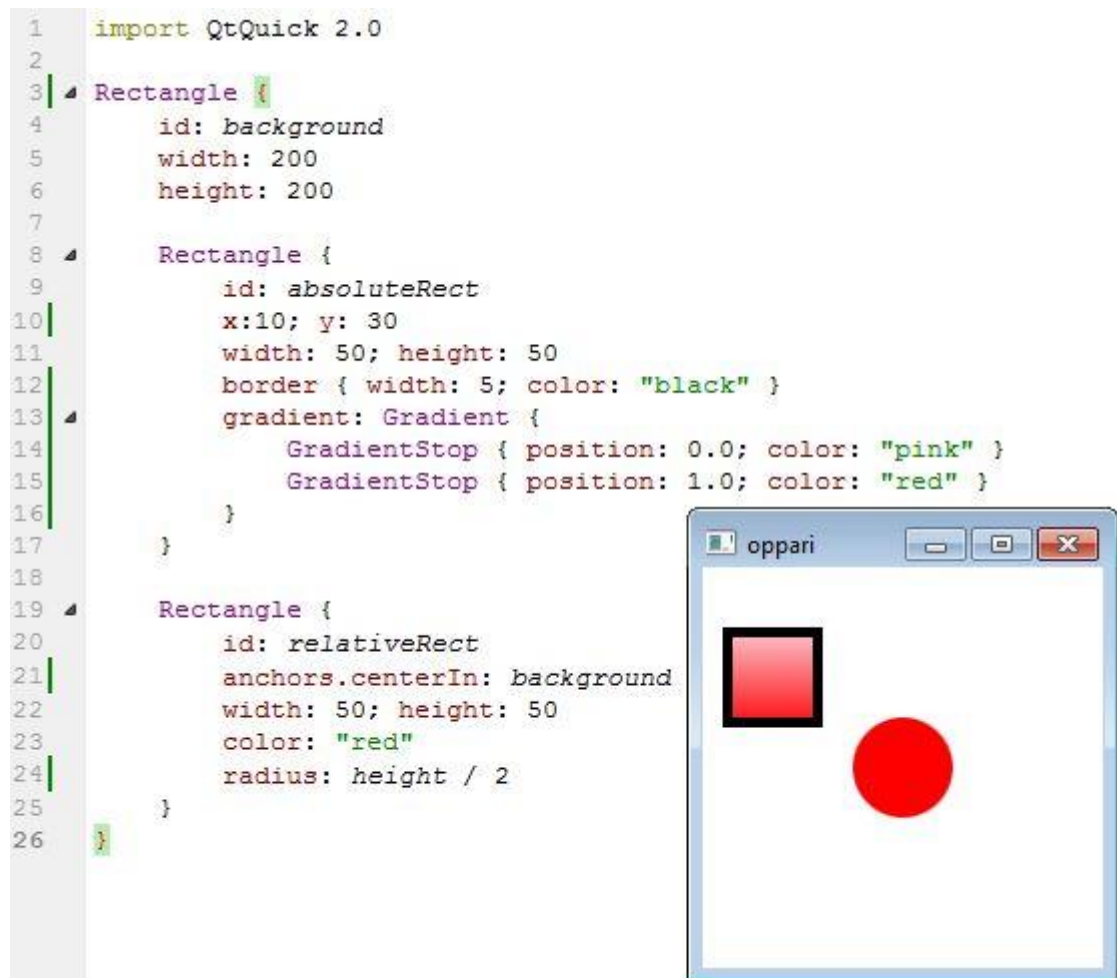 1 import QtQuick 2.0
2
3 Rectangle {
4     id: background
5     width: 200
6     height: 200
7
8     Rectangle {
9         id: absoluteRect
10         x:10; y: 30
11         width: 50; height: 50
12         border { width: 5; color: "black" }
13         gradient: Gradient {
14             GradientStop { position: 0.0; color: "pink" }
15             GradientStop { position: 1.0; color: "red" }
16         }
17     }
18
19     Rectangle {
20         id: relativeRect
21         anchors.centerIn: background
22         width: 50; height: 50
23         color: "red"
24         radius: height / 2
25     }
26 }
oppari